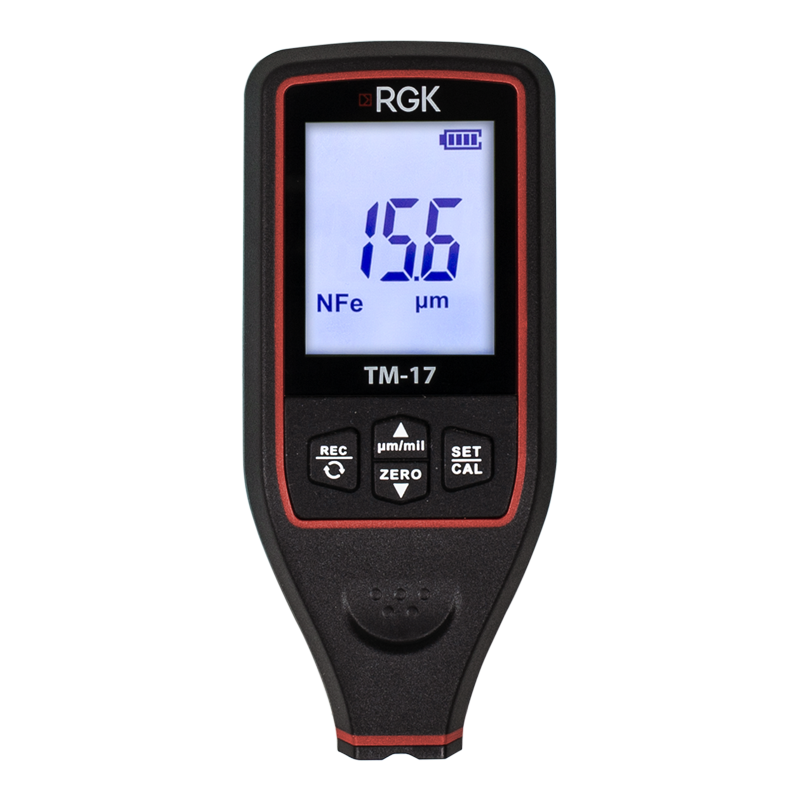 RGK
15.6
NFe µm
TM-17
REC
µm/mil
ZERO
SET
CAL